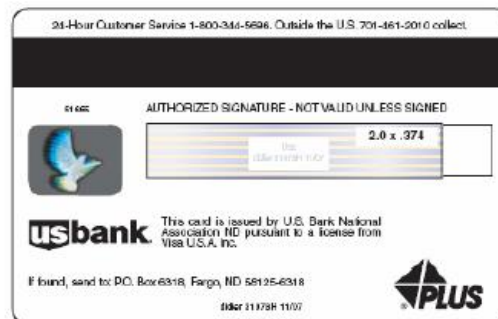 24-Hour Customer Service 1-800-344-5696. Outside the U.S. 701-461-2010 collect.
AUTHORIZED SIGNATURE - NOT VALID UNLESS SIGNED
2.0 x .374
usbank.
This card is issued by U.S. Bank National
Association ND pursuant to a license from
Visa U.S.A. Inc.
If found, send to: P.O. Box 6318, Fargo, ND 58125-6318
PLUS
11/07